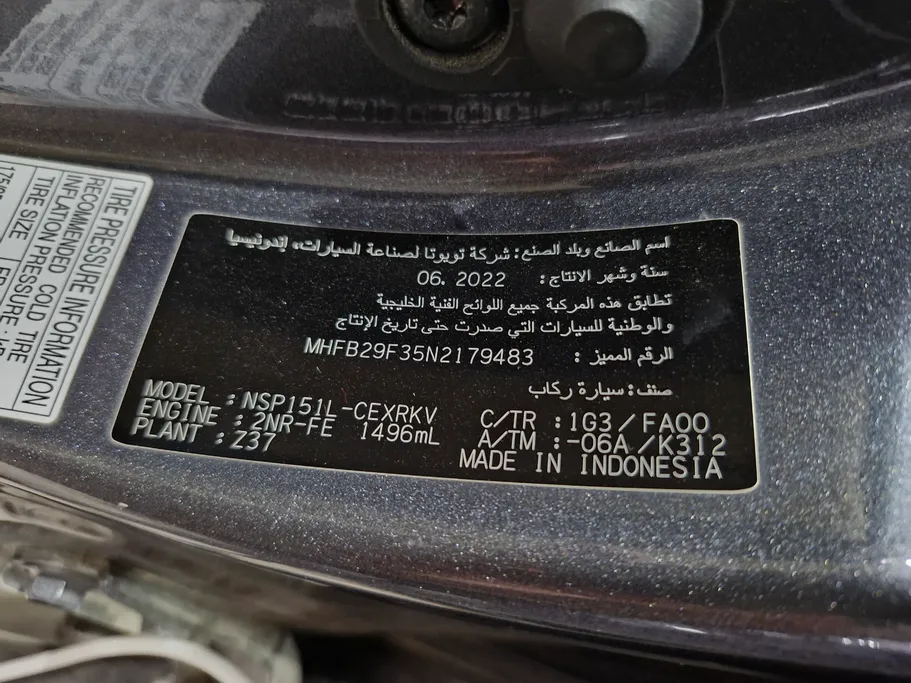 اسم الصانع وبلد الصنع: شركة تويوتا لصناعة السيارات، إندونيسيا
سنة وشهر الانتاج: 06. 2022
تطابق هذه المركبة جميع اللوائح الفنية الخليجية
والوطنية للسيارات التي صدرت حتى تاريخ الإنتاج
الرقم المميز: MHFB29F35N2179483
صنف: سيارة ركاب
MODEL : NSP151L-CEXRKV
ENGINE : 2NR-FE 1496mL
PLANT : Z37
C/TR : 1G3/FA00
A/TM : -06A/K312
MADE IN INDONESIA
TIRE PRESSURE INFORMATION
RECOMMENDED COLD TIRE
INFLATION PRESSURE
TIRE SIZE